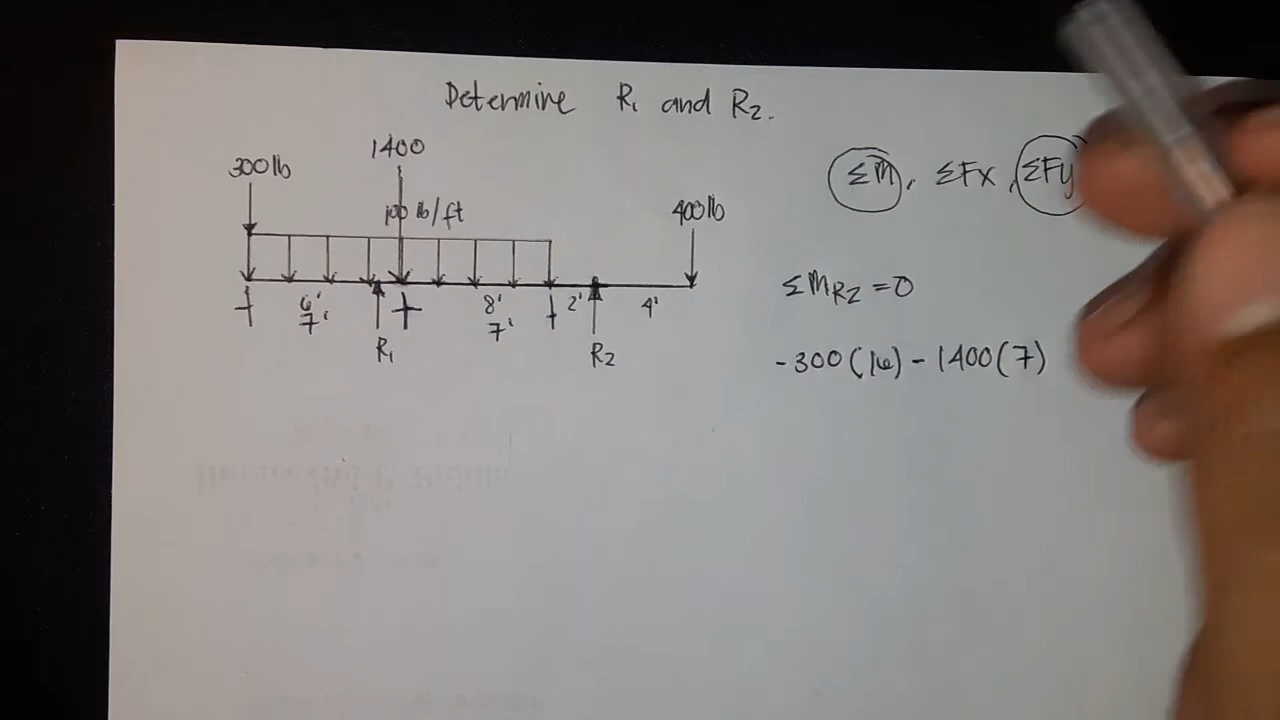 Determine R₁ and R₂.
1400
300 lb
ΣM, ΣFx, ΣFy
100 lb/ft
400 lb
ΣM_R2 = 0
6' 8' 2' 4'
7' 7'
R₁ R₂
-300(16) - 1400(7)